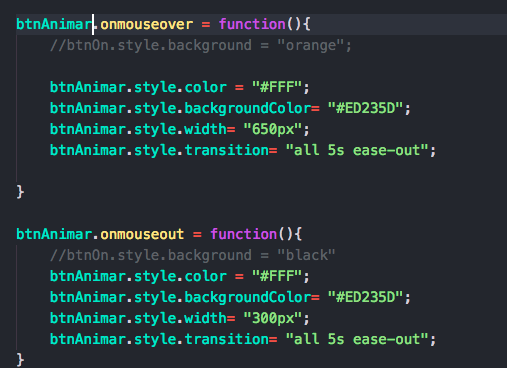 btnAnimar.onmouseover = function(){
//btnOn.style.background = "orange";
btnAnimar.style.color = "#FFF";
btnAnimar.style.backgroundColor= "#ED235D";
btnAnimar.style.width= "650px";
btnAnimar.style.transition= "all 5s ease-out";
}
btnAnimar.onmouseout = function(){
//btnOn.style.background = "black"
btnAnimar.style.color = "#FFF";
btnAnimar.style.backgroundColor= "#ED235D";
btnAnimar.style.width= "300px";
btnAnimar.style.transition= "all 5s ease-out";
}